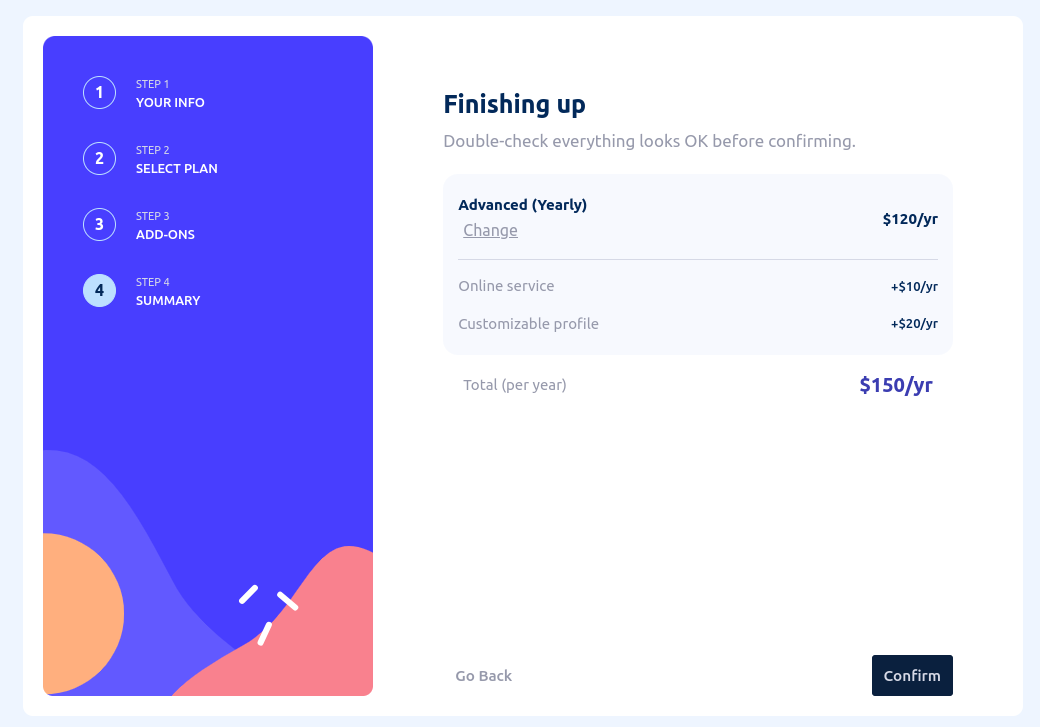 1
STEP 1
YOUR INFO
2
STEP 2
SELECT PLAN
3
STEP 3
ADD-ONS
4
STEP 4
SUMMARY
Finishing up
Double-check everything looks OK before confirming.
Advanced (Yearly)
Change
$120/yr
Online service
+$10/yr
Customizable profile
+$20/yr
Total (per year)
$150/yr
Go Back
Confirm